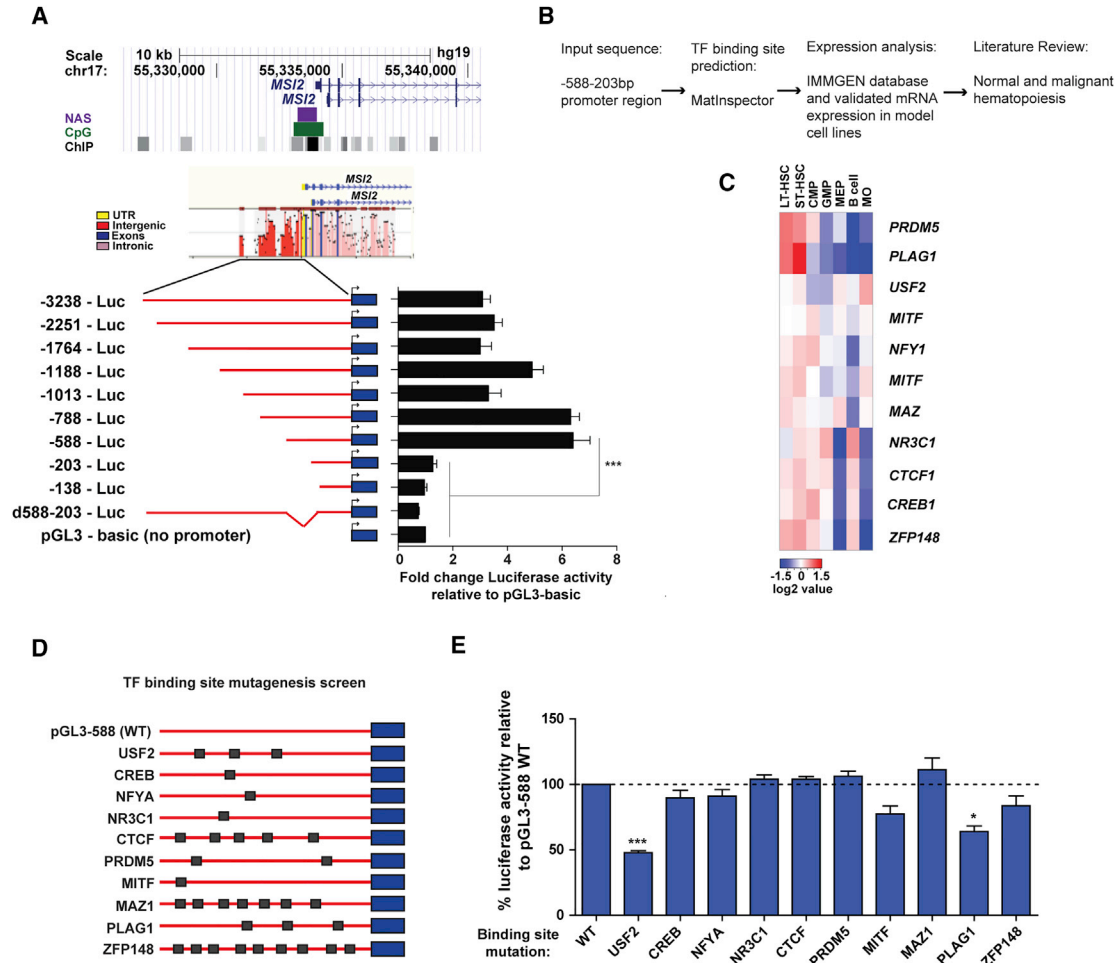 A
Scale
10 kb
hg19
chr17:
55,330,000
55,335,000
55,340,000
MSI2
MSI2
NAS
CpG
ChIP
MSI2
MSI2
UTR
Intergenic
Exons
Intronic
-3238 - Luc
-2251 - Luc
-1764 - Luc
-1188 - Luc
-1013 - Luc
-788 - Luc
-588 - Luc
-203 - Luc
-138 - Luc
d588-203 - Luc
pGL3 - basic (no promoter)
***
0 2 4 6 8
Fold change Luciferase activity
relative to pGL3-basic
B
Input sequence:
-588-203bp
promoter region
TF binding site
prediction:
MatInspector
Expression analysis:
IMMGEN database
and validated mRNA
expression in model
cell lines
Literature Review:
Normal and malignant
hematopoiesis
C
LT-HSC
ST-HSC
CMP
GMP
MEP
B cell
MO
PRDM5
PLAG1
USF2
MITF
NFY1
MITF
MAZ
NR3C1
CTCF1
CREB1
ZFP148
-1.5 0 1.5
log2 value
D
TF binding site mutagenesis screen
pGL3-588 (WT)
USF2
CREB
NFYA
NR3C1
CTCF
PRDM5
MITF
MAZ1
PLAG1
ZFP148
E
% luciferase activity relative
to pGL3-588 WT
150
100
50
0
***
*
Binding site
mutation:
WT
USF2
CREB
NFYA
NR3C1
CTCF
PRDM5
MITF
MAZ1
PLAG1
ZFP148